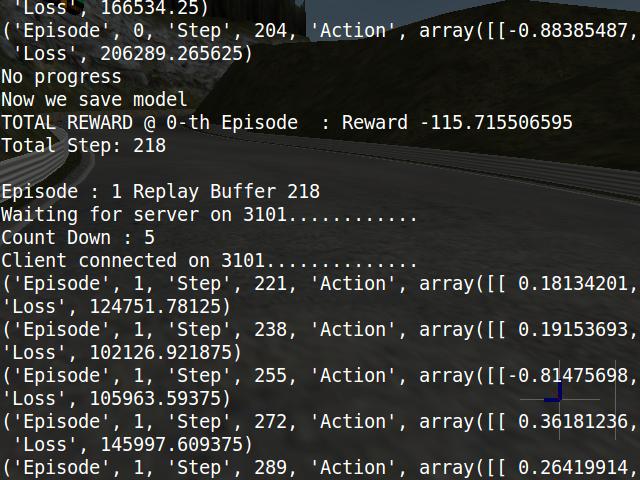 'Loss', 166534.25)
('Episode', 0, 'Step', 204, 'Action', array([[-0.88385487,
'Loss', 206289.265625)
No progress
Now we save model
TOTAL REWARD @ 0-th Episode  : Reward -115.715506595
Total Step: 218
Episode : 1 Replay Buffer 218
Waiting for server on 3101............
Count Down : 5
Client connected on 3101..............
('Episode', 1, 'Step', 221, 'Action', array([[ 0.18134201,
'Loss', 124751.78125)
('Episode', 1, 'Step', 238, 'Action', array([[ 0.19153693,
'Loss', 102126.921875)
('Episode', 1, 'Step', 255, 'Action', array([[-0.81475698,
'Loss', 105963.59375)
('Episode', 1, 'Step', 272, 'Action', array([[ 0.36181236,
'Loss', 145997.609375)
('Episode', 1, 'Step', 289, 'Action', array([[ 0.26419914,